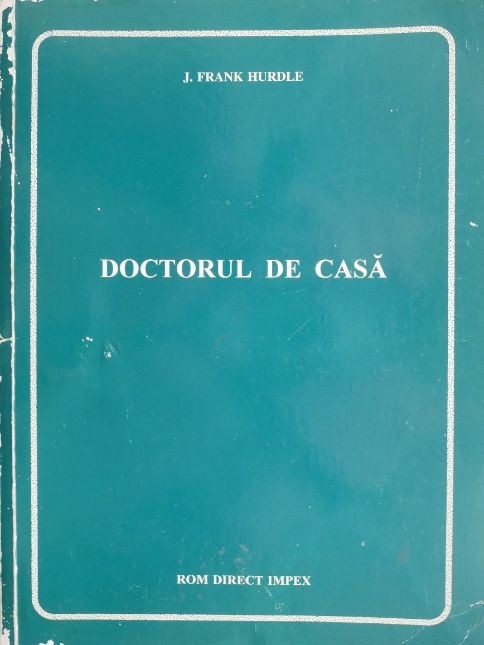 J. FRANK HURDLE
DOCTORUL DE CASĂ
ROM DIRECT IMPEX